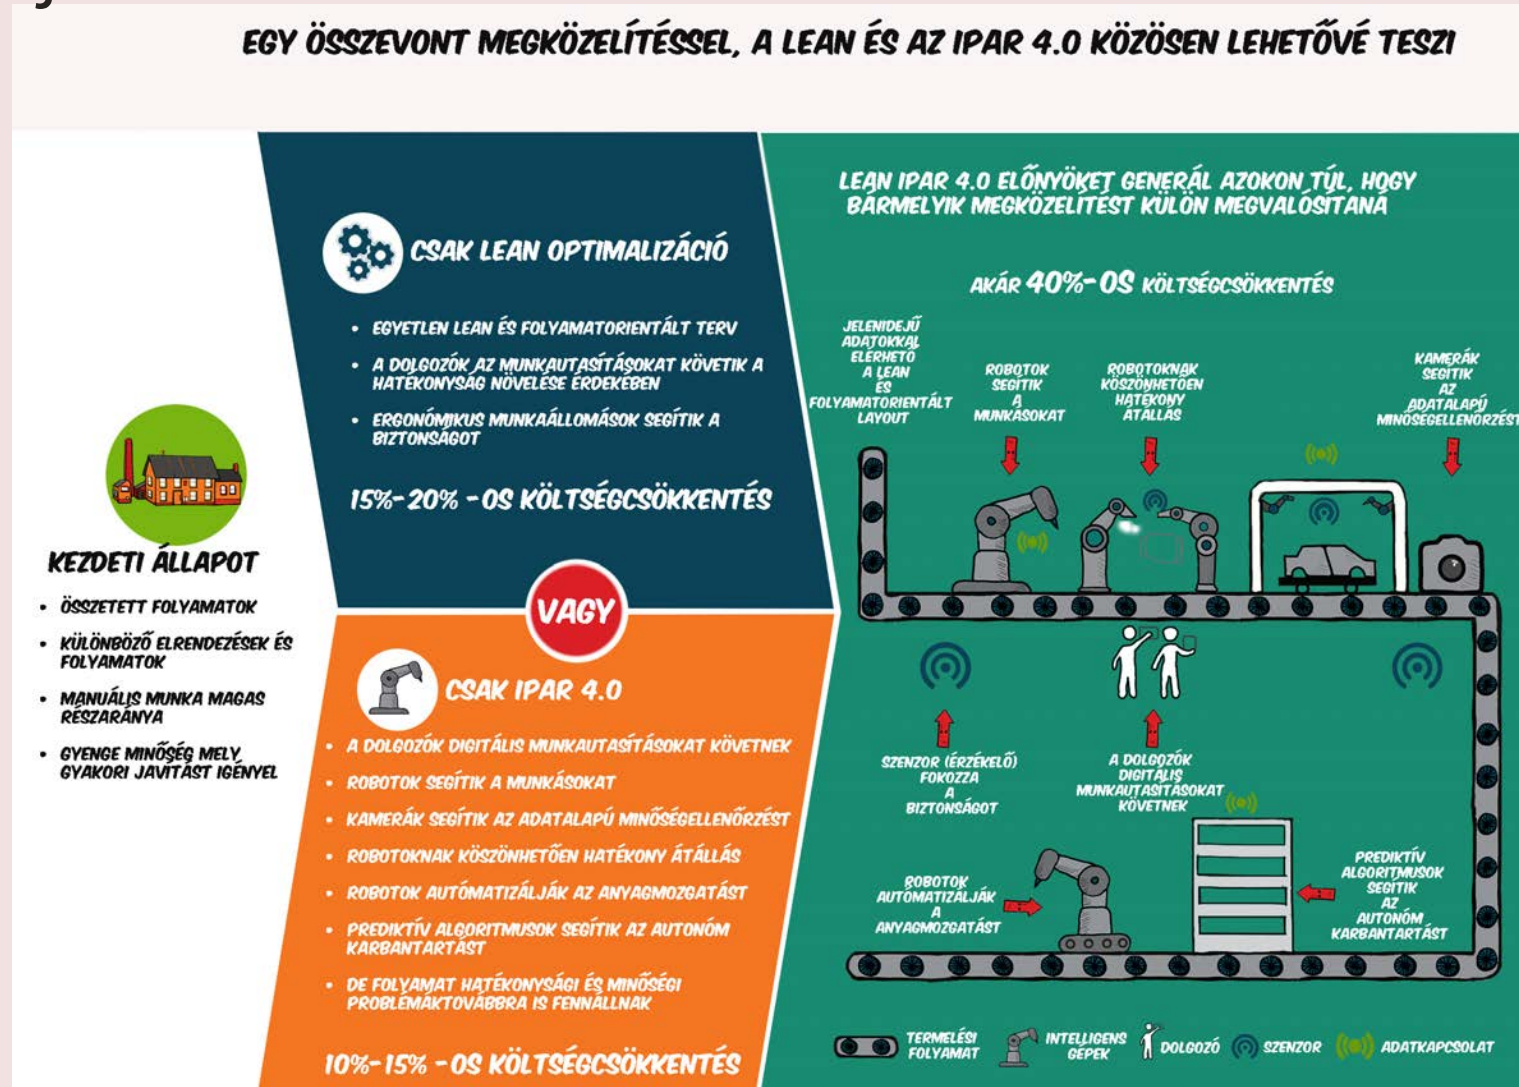 EGY ÖSSZEVONT MEGKÖZELÍTÉSSEL, A LEAN ÉS AZ IPAR 4.0 KÖZÖSEN LEHETŐVÉ TESZI
KEZDETI ÁLLAPOT
• ÖSSZETETT FOLYAMATOK
• KÜLÖNBÖZŐ ELRENDEZÉSEK ÉS
FOLYAMATOK
• MANUÁLIS MUNKA MAGAS
RÉSZARÁNYA
• GYENGE MINŐSÉG MELY
GYAKORI JAVÍTÁST IGÉNYEL
CSAK LEAN OPTIMALIZÁCIÓ
• EGYETLEN LEAN ÉS FOLYAMATORIENTÁLT TERV
• A DOLGOZÓK AZ MUNKAUTASÍTÁSOKAT KÖVETIK A
HATÉKONYSÁG NÖVELÉSE ÉRDEKÉBEN
• ERGONÓMIKUS MUNKAÁLLOMÁSOK SEGÍTIK A
BIZTONSÁGOT
15%-20% -OS KÖLTSÉGCSÖKKENTÉS
VAGY
CSAK IPAR 4.0
• A DOLGOZÓK DIGITÁLIS MUNKAUTASÍTÁSOKAT KÖVETNEK
• ROBOTOK SEGÍTIK A MUNKÁSOKAT
• KAMERÁK SEGÍTIK AZ ADATALAPÚ MINŐSÉGELLENŐRZÉST
• ROBOTOKNAK KÖSZÖNHETŐEN HATÉKONY ÁTÁLLÁS
• ROBOTOK AUTÓMATIZÁLJÁK AZ ANYAGMOZGATÁST
• PREDIKTÍV ALGORITMUSOK SEGÍTIK AZ AUTONÓM
KARBANTARTÁST
• DE FOLYAMAT HATÉKONYSÁGI ÉS MINŐSÉGI
PROBLÉMÁKTOVÁBBRA IS FENNÁLLNAK
10%-15% -OS KÖLTSÉGCSÖKKENTÉS
LEAN IPAR 4.0 ELŐNYÖKET GENERÁL AZOKON TÚL, HOGY
BÁRMELYIK MEGKÖZELÍTÉST KÜLÖN MEGVALÓSÍTANÁ
AKÁR 40%-OS KÖLTSÉGCSÖKKENTÉS
JELENIDEJŰ
ADATOKKAL
ELÉRHETŐ
A LEAN
ÉS
FOLYAMATORIENTÁLT
LAYOUT
ROBOTOK
SEGÍTIK
A
MUNKÁSOKAT
ROBOTOKNAK
KÖSZÖNHETŐEN
HATÉKONY
ÁTÁLLÁS
KAMERÁK
SEGÍTIK
AZ
ADATALAPÚ
MINŐSÉGELLENŐRZÉST
SZENZOR (ÉRZÉKELŐ)
FOKOZZA
A
BIZTONSÁGOT
A DOLGOZÓK
DIGITÁLIS
MUNKAUTASÍTÁSOKAT
KÖVETNEK
ROBOTOK
AUTÓMATIZÁLJÁK
A
ANYAGMOZGATÁST
PREDIKTÍV
ALGORITMUSOK
SEGÍTIK
AZ
AUTONÓM
KARBANTARTÁST
TERMELÉSI
FOLYAMAT
INTELLIGENS
GÉPEK
DOLGOZÓ
SZENZOR
ADATKAPCSOLAT